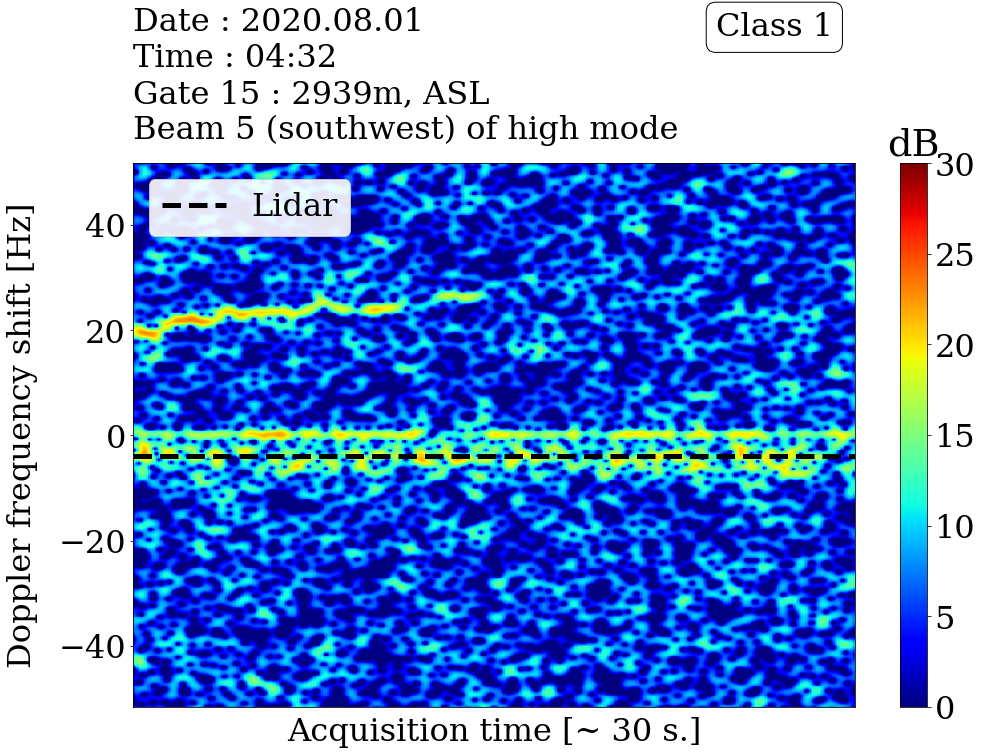 Date : 2020.08.01
Time : 04:32
Gate 15 : 2939m, ASL
Beam 5 (southwest) of high mode
Class 1
dB
Lidar
Doppler frequency shift [Hz]
40
20
0
−20
−40
Acquisition time [~ 30 s.]
30
25
20
15
10
5
0